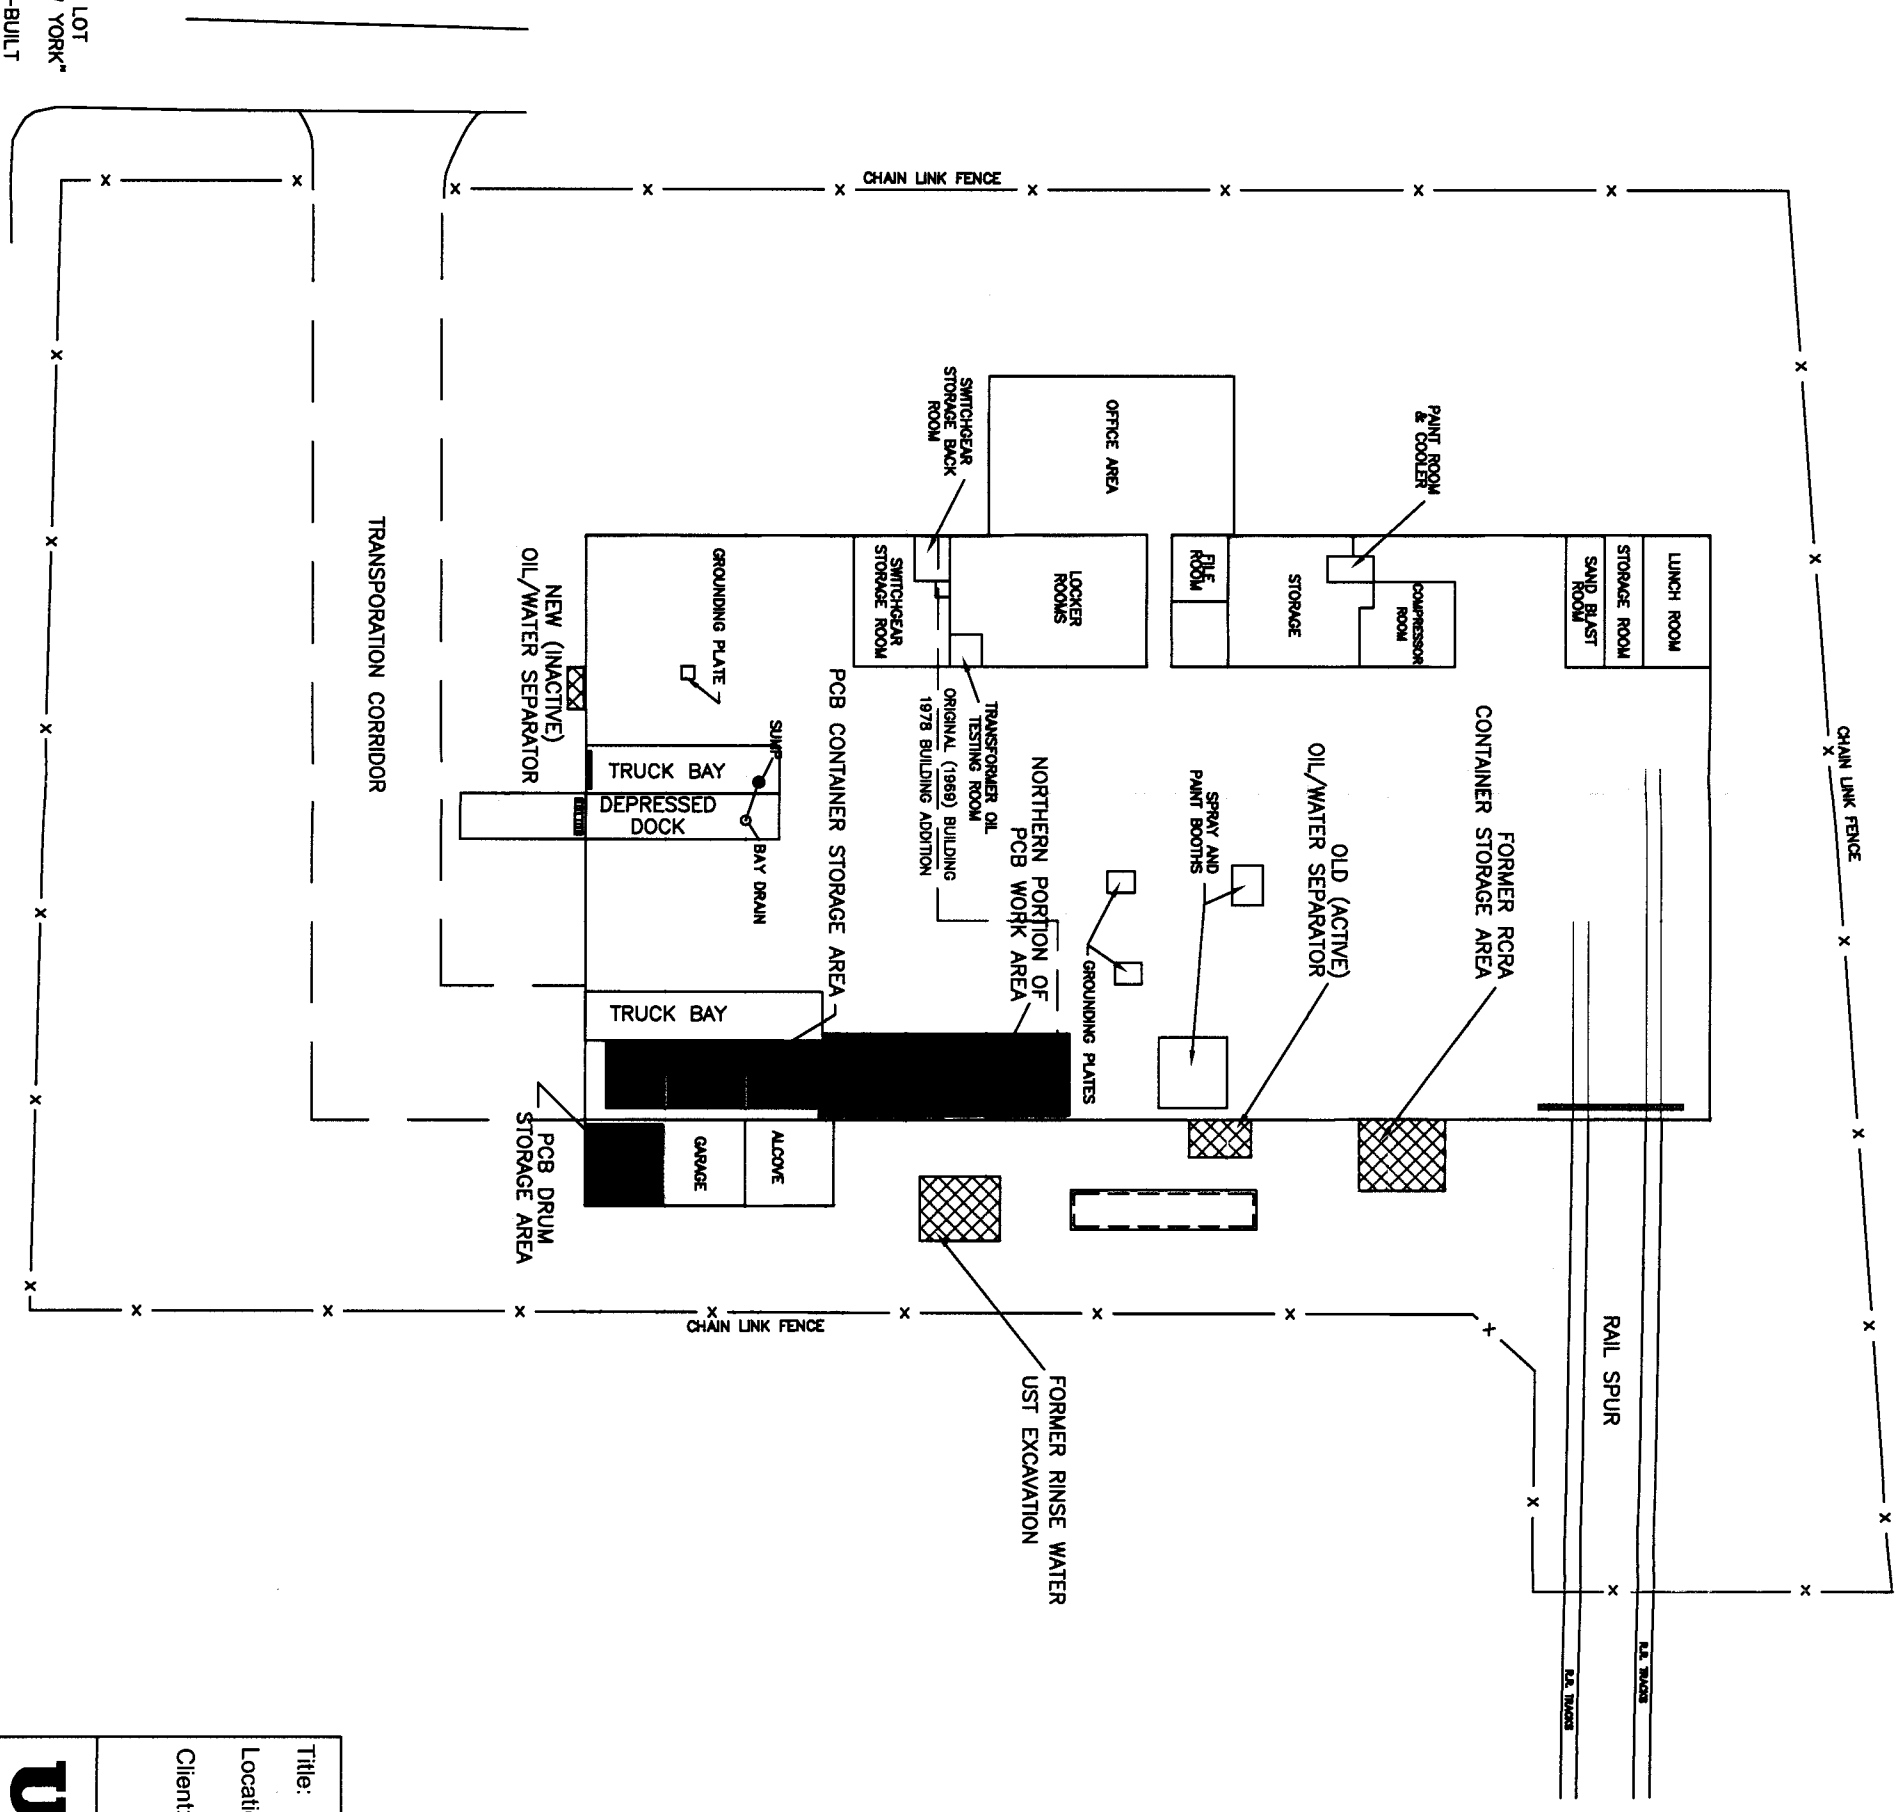 LOT
YORK"
-BUILT
CHAIN LINK FENCE
CHAIN LINK FENCE
PAINT ROOM
& COOLER
OFFICE AREA
SWITCHGEAR
STORAGE BACK
ROOM
LUNCH ROOM
STORAGE ROOM
SAND BLAST
ROOM
COMPRESSOR
ROOM
STORAGE
FILE
ROOM
LOCKER
ROOMS
SWITCHGEAR
STORAGE ROOM
GROUNDING PLATE
NEW (INACTIVE)
OIL/WATER SEPARATOR
TRANSPORATION CORRIDOR
TRUCK BAY
DEPRESSED
DOCK
SUMP
BAY DRAIN
PCB CONTAINER STORAGE AREA
ORIGINAL (1969) BUILDING
1978 BUILDING ADDITION
TRANSFORMER OIL
TESTING ROOM
NORTHERN PORTION OF
PCB WORK AREA
SPRAY AND
PAINT BOOTHS
GROUNDING PLATES
OLD (ACTIVE)
OIL/WATER SEPARATOR
FORMER RCRA
CONTAINER STORAGE AREA
TRUCK BAY
PCB DRUM
STORAGE AREA
GARAGE
ALCOVE
CHAIN LINK FENCE
FORMER RINSE WATER
UST EXCAVATION
RAIL SPUR
R.R. TRACKS
R.R. TRACKS
Title:
Locati
Client:
U